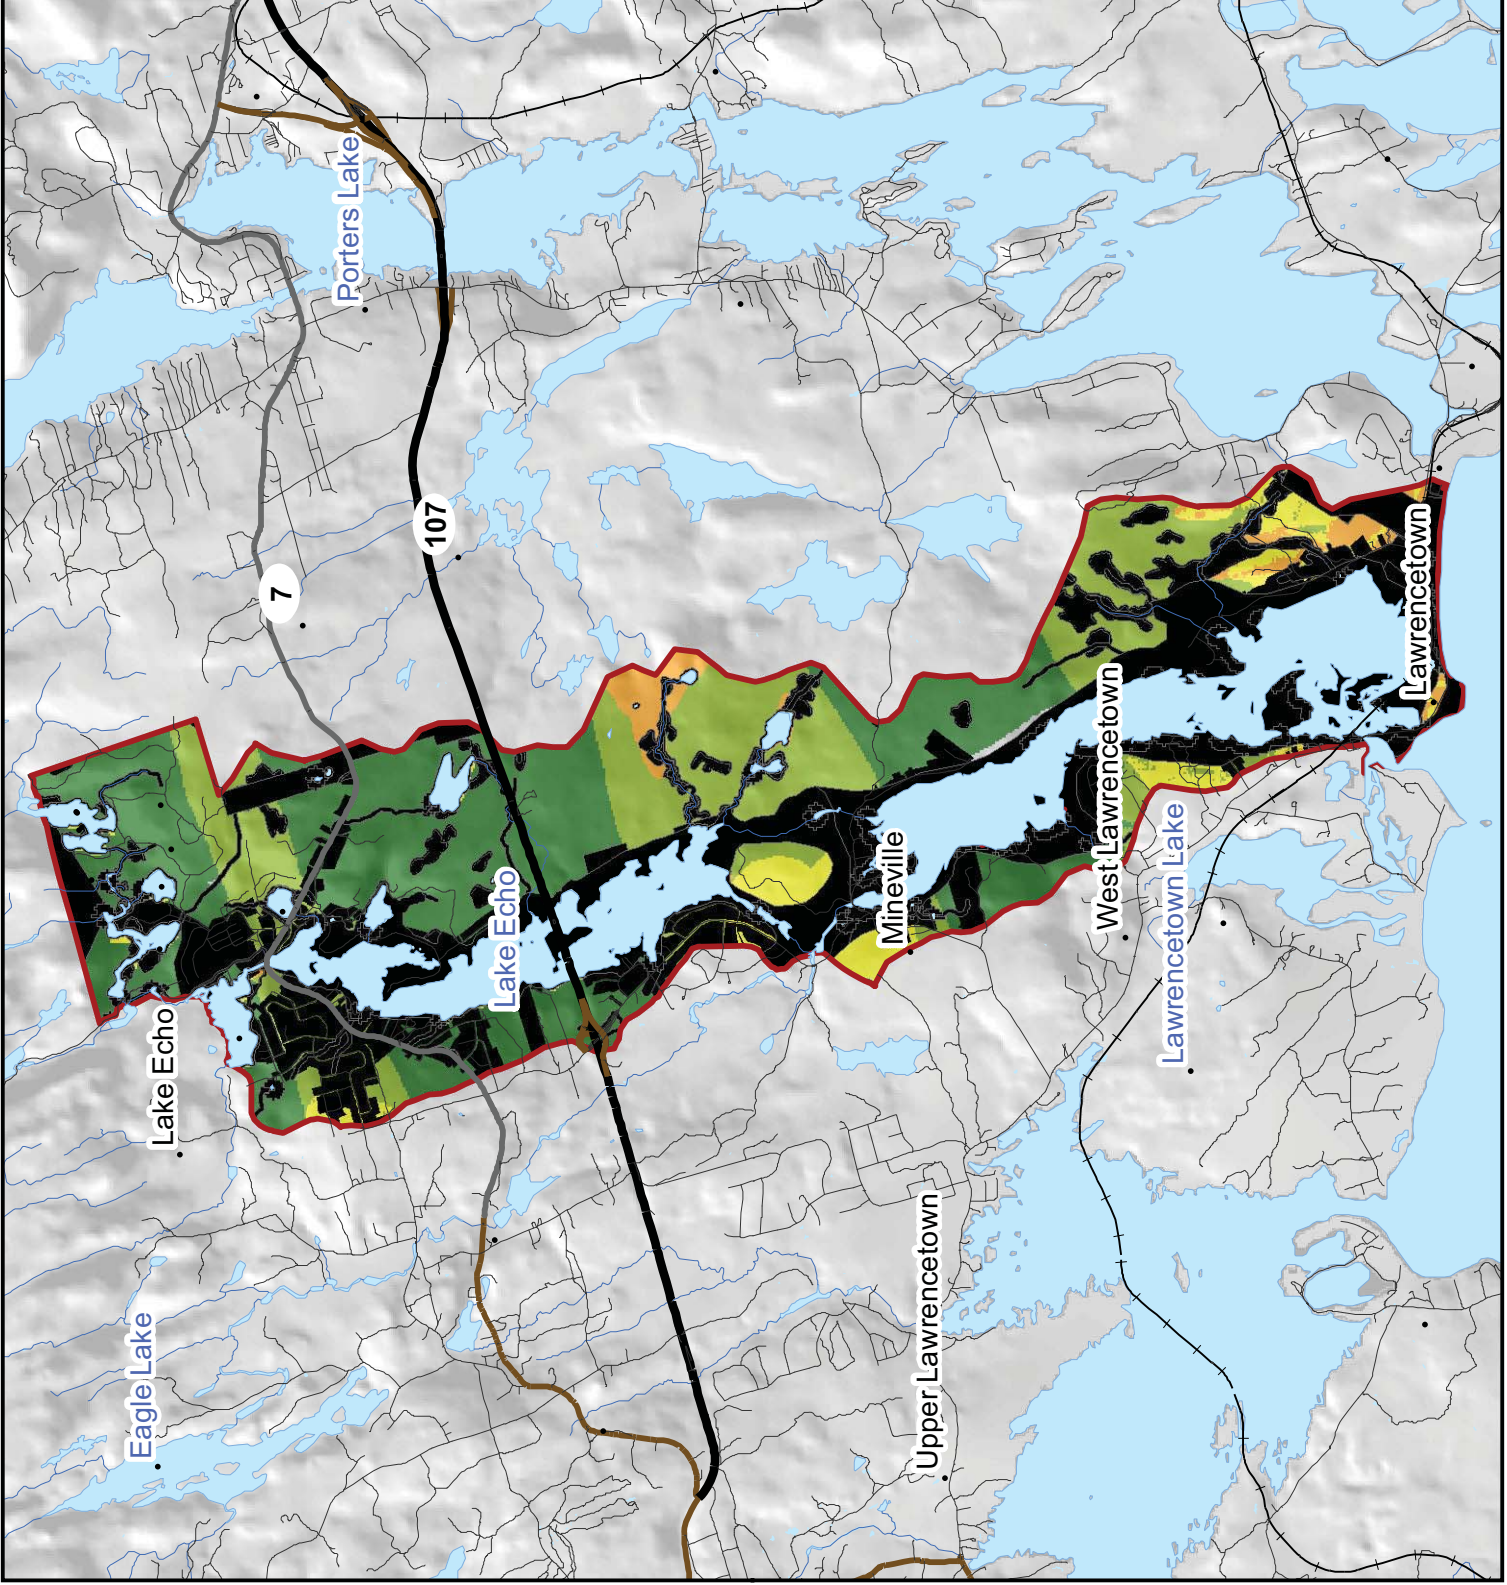 Eagle Lake
Lake Echo
Porters Lake
7
107
Lake Echo
Mineville
Upper Lawrencetown
West Lawrencetown
Lawrencetown Lake
Lawrencetown